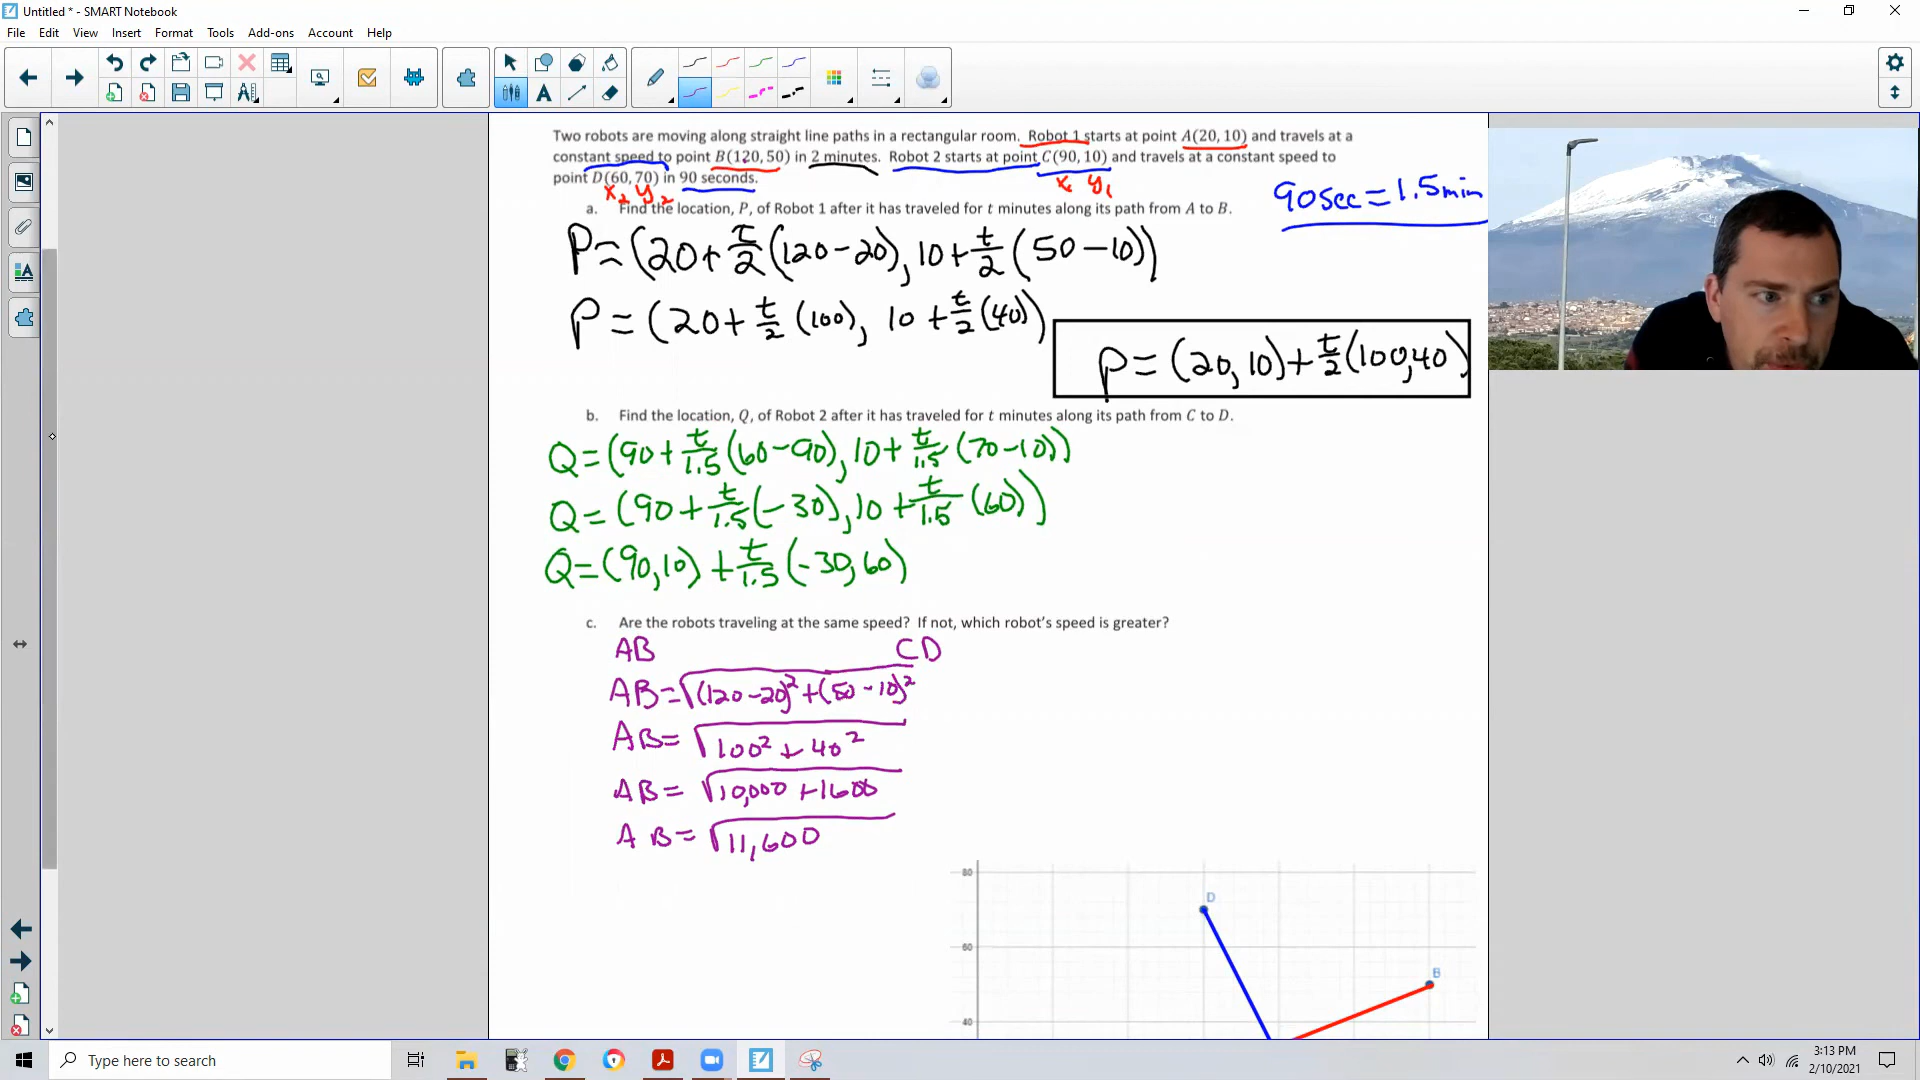 Untitled * - SMART Notebook
File Edit View Insert Format Tools Add-ons Account Help
Two robots are moving along straight line paths in a rectangular room. Robot 1 starts at point A(20, 10) and travels at a
constant speed to point B(120, 50) in 2 minutes. Robot 2 starts at point C(90, 10) and travels at a constant speed to
point D(60, 70) in 90 seconds.
x₂ y₂
x₁ y₁
90sec = 1.5min
a. Find the location, P, of Robot 1 after it has traveled for t minutes along its path from A to B.
P = (20 + t/2 (120-20), 10 + t/2 (50-10))
P = (20 + t/2 (100), 10 + t/2 (40))
P = (20, 10) + t/2 (100, 40)
b. Find the location, Q, of Robot 2 after it has traveled for t minutes along its path from C to D.
Q = (90 + t/1.5 (60-90), 10 + t/1.5 (70-10))
Q = (90 + t/1.5 (-30), 10 + t/1.5 (60))
Q = (90, 10) + t/1.5 (-30, 60)
c. Are the robots traveling at the same speed? If not, which robot's speed is greater?
AB CD
AB = √(120-20)² + (50-10)²
AB = √100² + 40²
AB = √10,000 + 1600
AB = √11,600
80
D
60
B
40
Type here to search
3:13 PM
2/10/2021